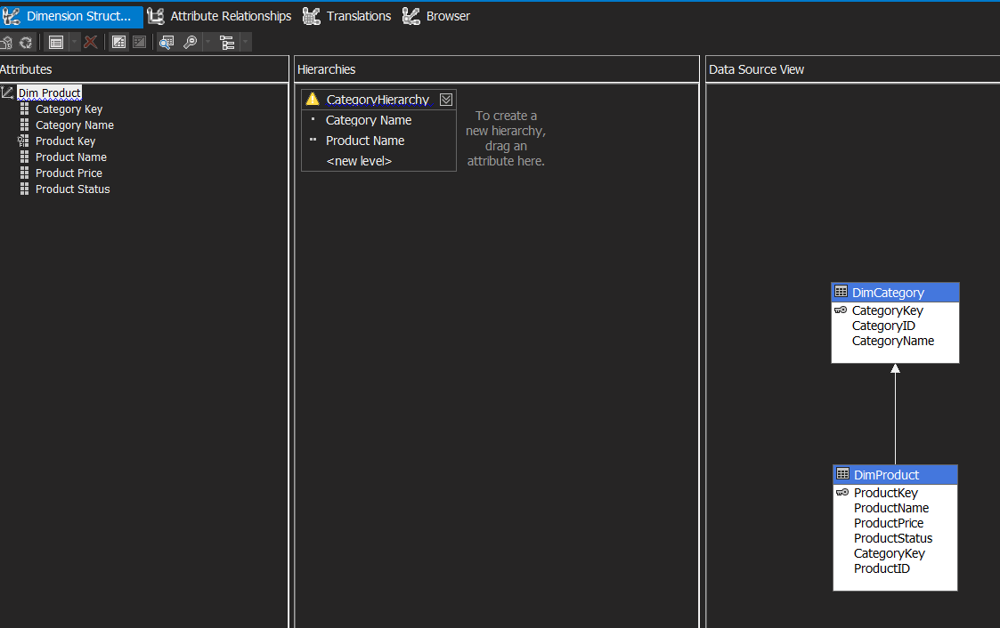 Dimension Struct...
Attribute Relationships
Translations
Browser
Attributes
Dim Product
Category Key
Category Name
Product Key
Product Name
Product Price
Product Status
Hierarchies
CategoryHierarchy
Category Name
Product Name
<new level>
To create a
new hierarchy,
drag an
attribute here.
Data Source View
DimCategory
CategoryKey
CategoryID
CategoryName
DimProduct
ProductKey
ProductName
ProductPrice
ProductStatus
CategoryKey
ProductID